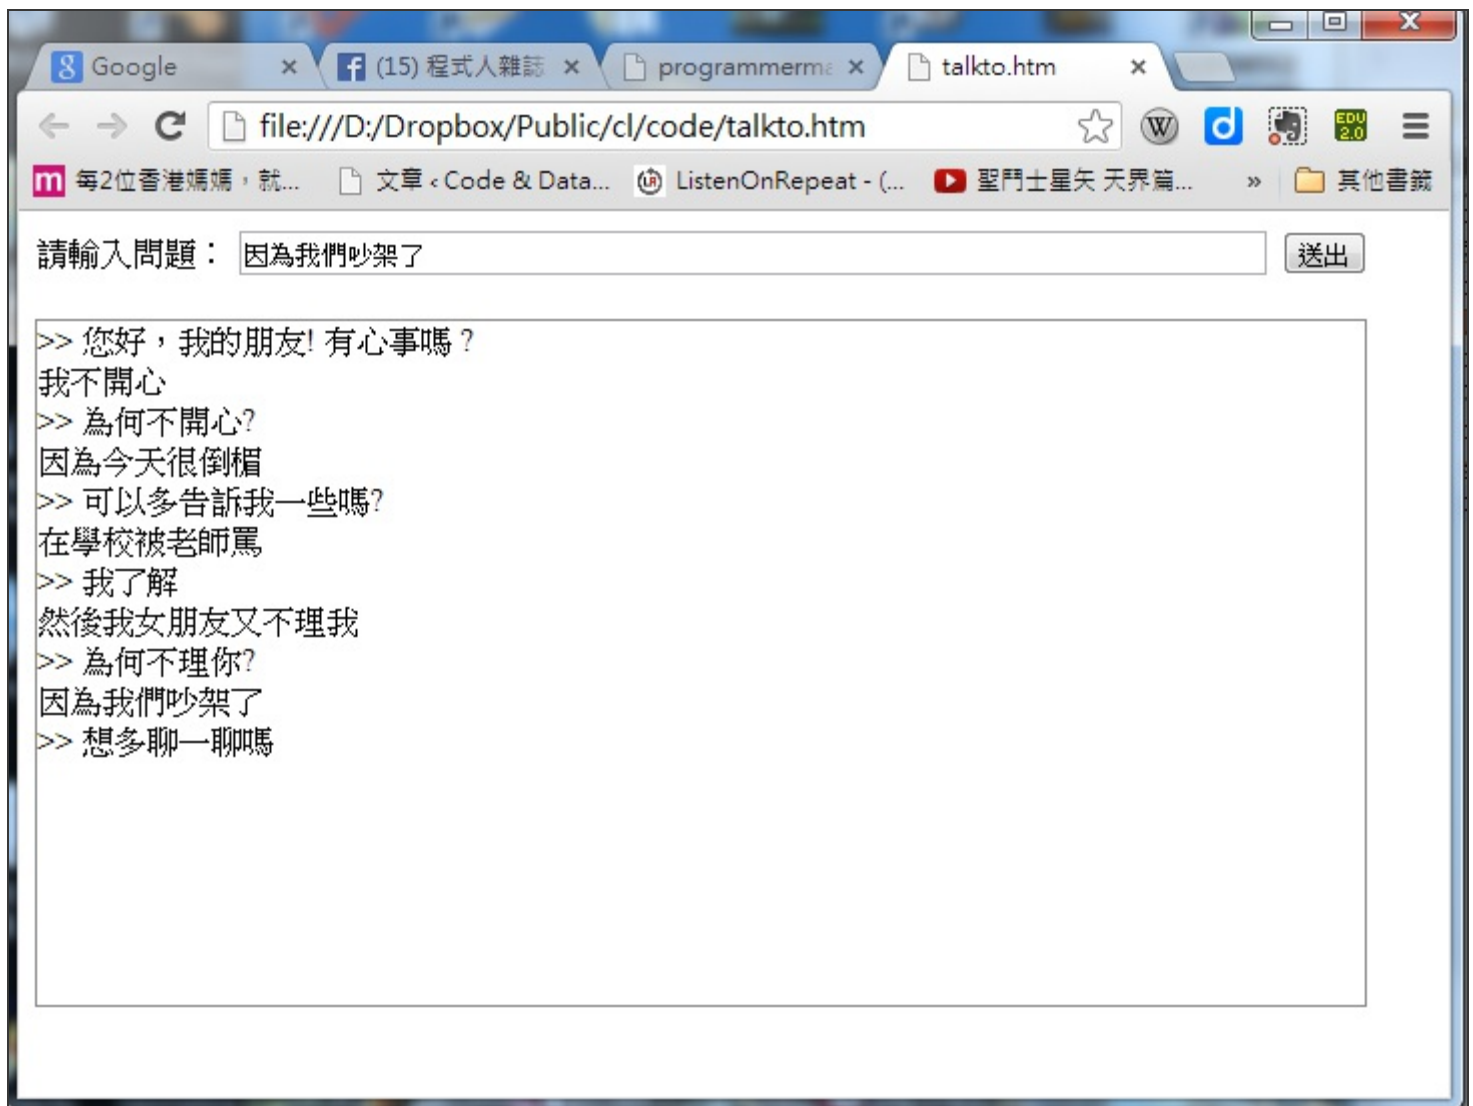 Google
(15) 程式人雜誌
programmerma
talkto.htm
file:///D:/Dropbox/Public/cl/code/talkto.htm
W
d
EDU
2.0
m 每2位香港媽媽，就...
文章 ‹ Code & Data...
ListenOnRepeat - (...
聖鬥士星矢 天界篇...
»
其他書籤
請輸入問題：
因為我們吵架了
送出
>> 您好，我的朋友! 有心事嗎？
我不開心
>> 為何不開心?
因為今天很倒楣
>> 可以多告訴我一些嗎?
在學校被老師罵
>> 我了解
然後我女朋友又不理我
>> 為何不理你?
因為我們吵架了
>> 想多聊一聊嗎